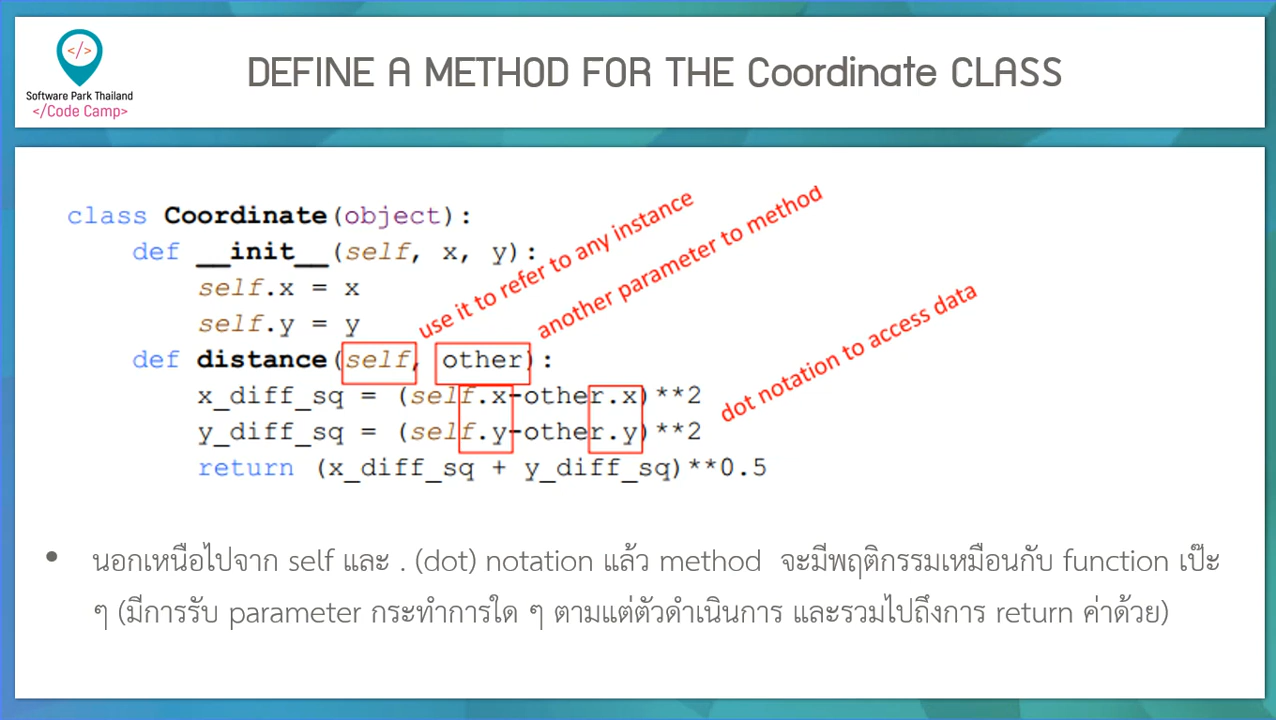 </>
Software Park Thailand
</Code Camp>
DEFINE A METHOD FOR THE Coordinate CLASS
class Coordinate(object):
def __init__(self, x, y):
self.x = x
self.y = y
use it to refer to any instance
another parameter to method
def distance(self, other):
x_diff_sq = (self.x-other.x)**2
y_diff_sq = (self.y-other.y)**2
dot notation to access data
return (x_diff_sq + y_diff_sq)**0.5
• นอกเหนือไปจาก self และ . (dot) notation แล้ว method จะมีพฤติกรรมเหมือนกับ function เป๊ะ
ๆ (มีการรับ parameter กระทำการใด ๆ ตามแต่ตัวดำเนินการ และรวมไปถึงการ return ค่าด้วย)